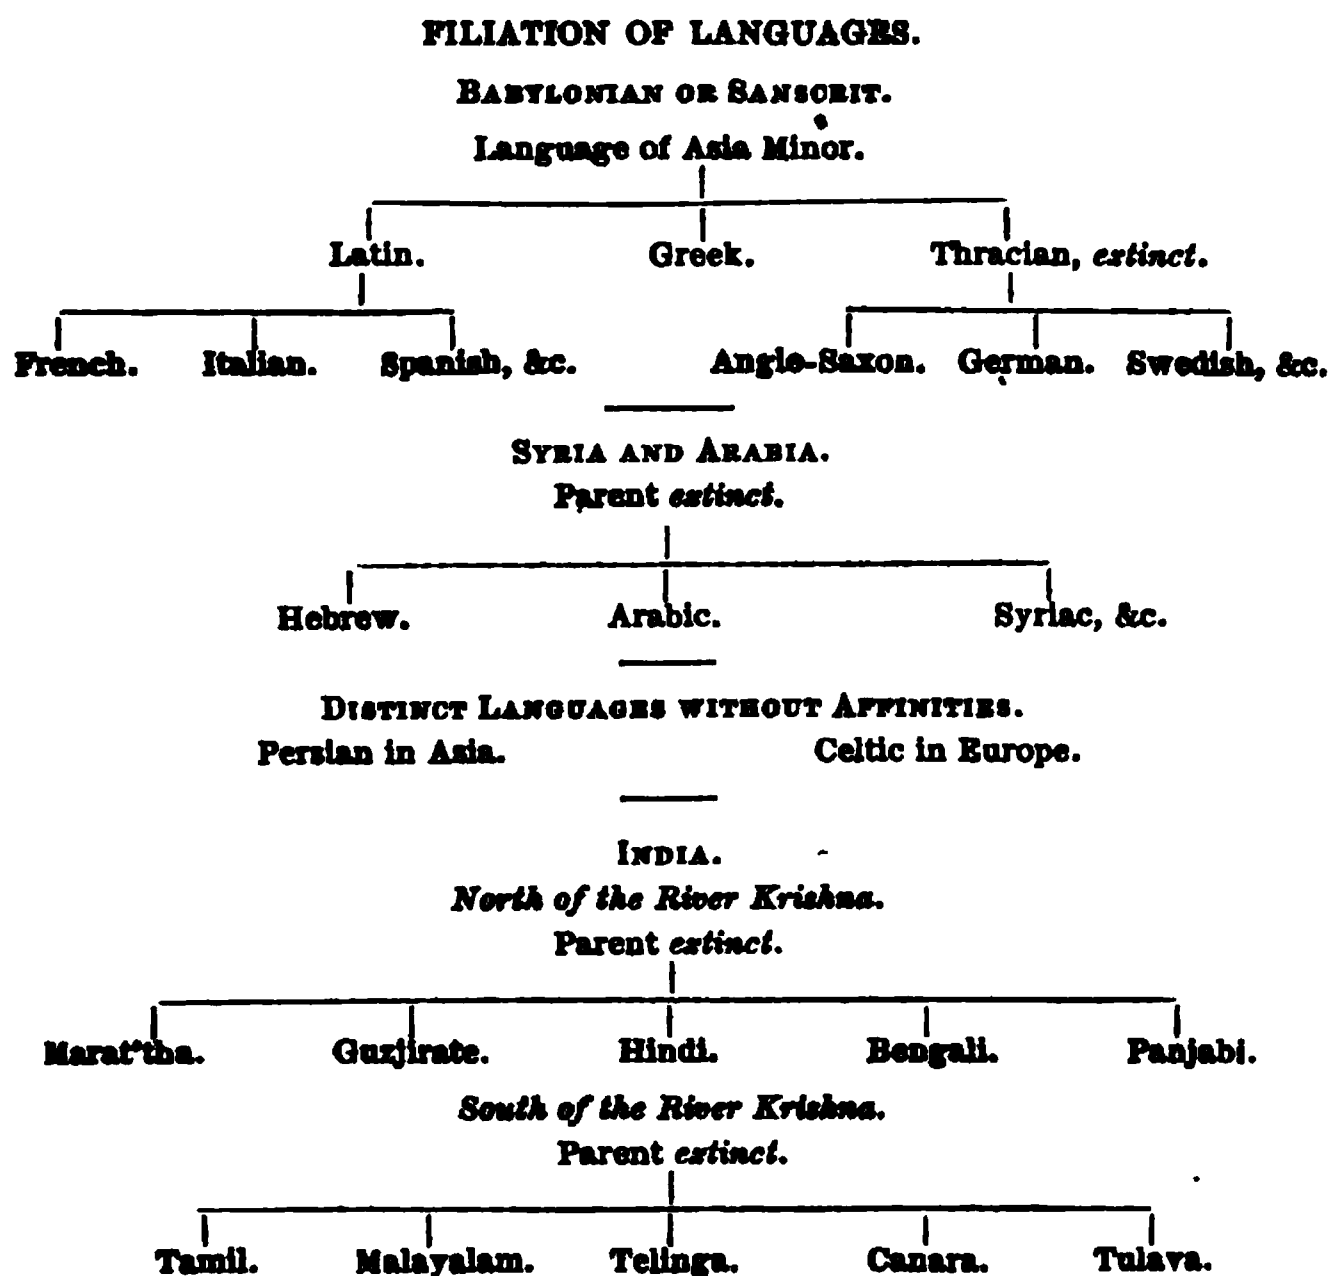 FILIATION OF LANGUAGES.
BABYLONIAN OR SANSCRIT.
Language of Asia Minor.
Latin. Greek. Thracian, extinct.
French. Italian. Spanish, &c. Anglo-Saxon. German. Swedish, &c.
SYRIA AND ARABIA.
Parent extinct.
Hebrew. Arabic. Syriac, &c.
DISTINCT LANGUAGES WITHOUT AFFINITIES.
Persian in Asia. Celtic in Europe.
INDIA.
North of the River Krishna.
Parent extinct.
Marat'tha. Guzjirate. Hindi. Bengali. Panjabi.
South of the River Krishna.
Parent extinct.
Tamil. Malayalam. Telinga. Canara. Tulava.